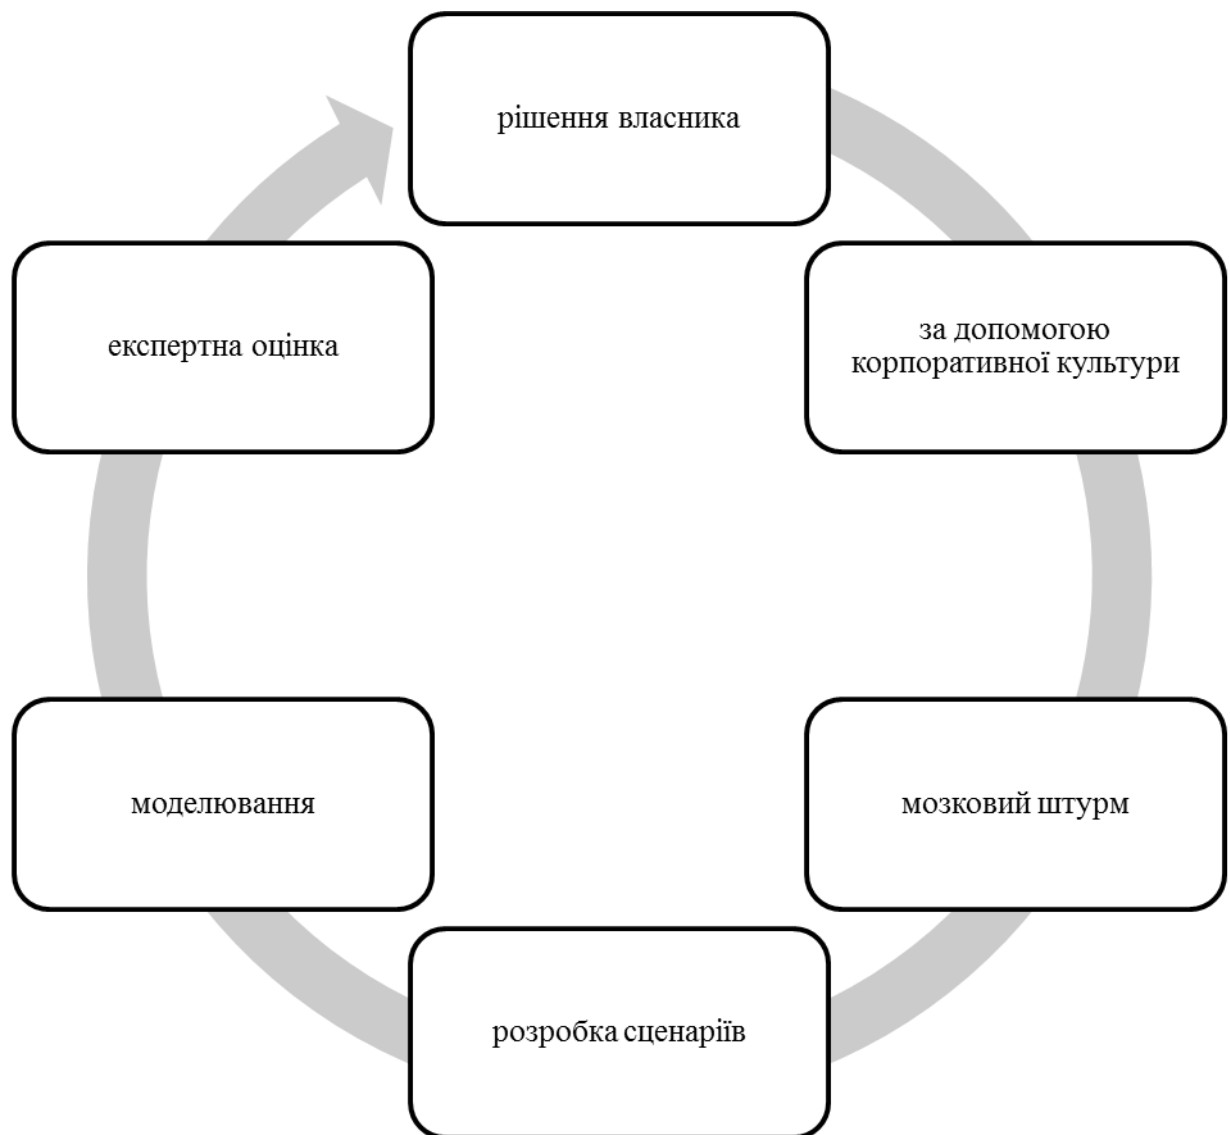 рішення власника
за допомогою
корпоративної культури
мозковий штурм
розробка сценаріїв
моделювання
експертна оцінка